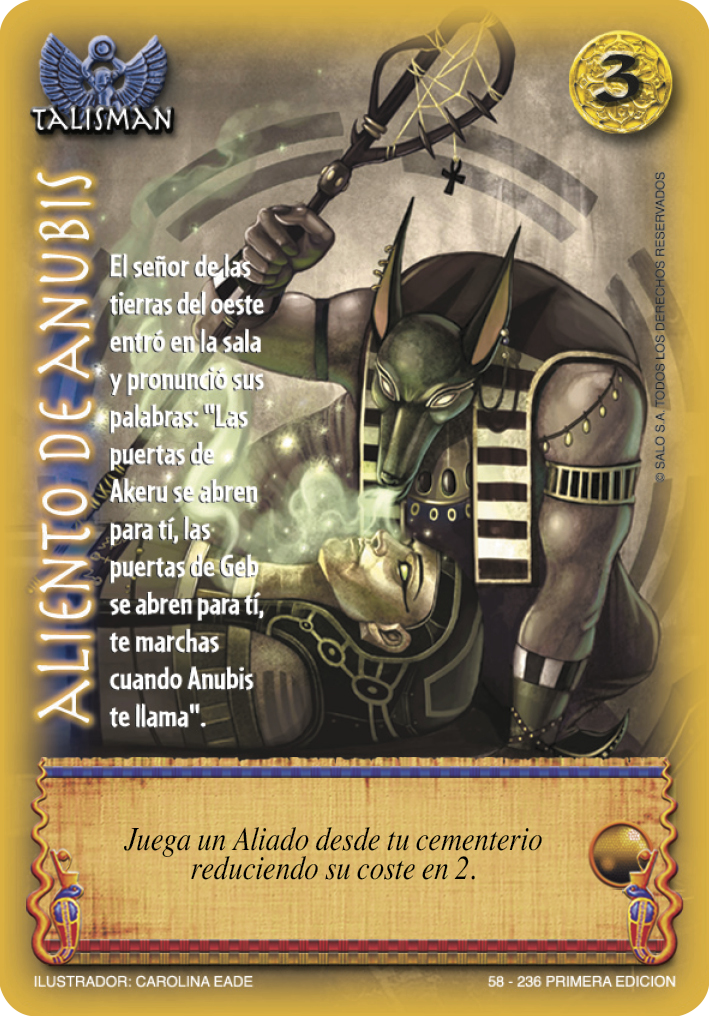 TALISMAN
3
ALIENTO DE ANUBIS
El señor de las
tierras del oeste
entró en la sala
y pronunció sus
palabras: "Las
puertas de
Akeru se abren
para tí, las
puertas de Geb
se abren para tí,
te marchas
cuando Anubis
te llama".
© SALO S.A. TODOS LOS DERECHOS RESERVADOS
Juega un Aliado desde tu cementerio
reduciendo su coste en 2.
ILUSTRADOR: CAROLINA EADE
58 - 236 PRIMERA EDICION